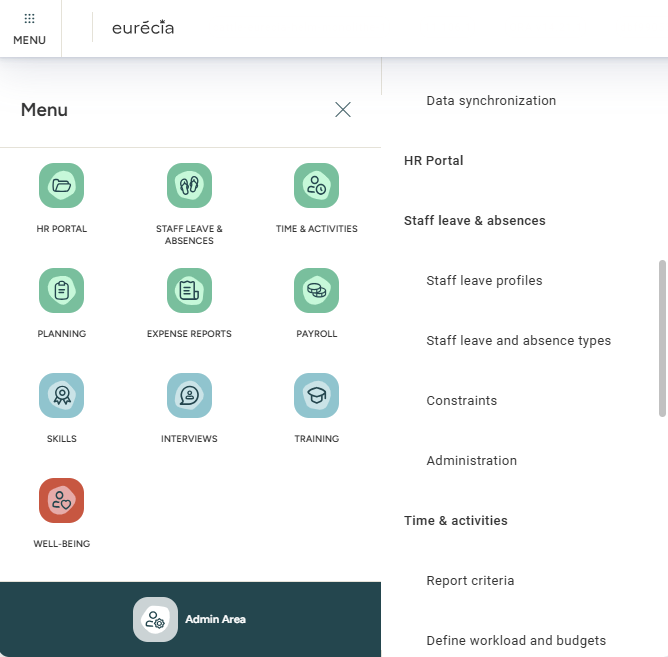 MENU
eurécia
Menu
HR PORTAL
STAFF LEAVE &
ABSENCES
TIME & ACTIVITIES
PLANNING
EXPENSE REPORTS
PAYROLL
SKILLS
INTERVIEWS
TRAINING
WELL-BEING
Admin Area
Data synchronization
HR Portal
Staff leave & absences
Staff leave profiles
Staff leave and absence types
Constraints
Administration
Time & activities
Report criteria
Define workload and budgets